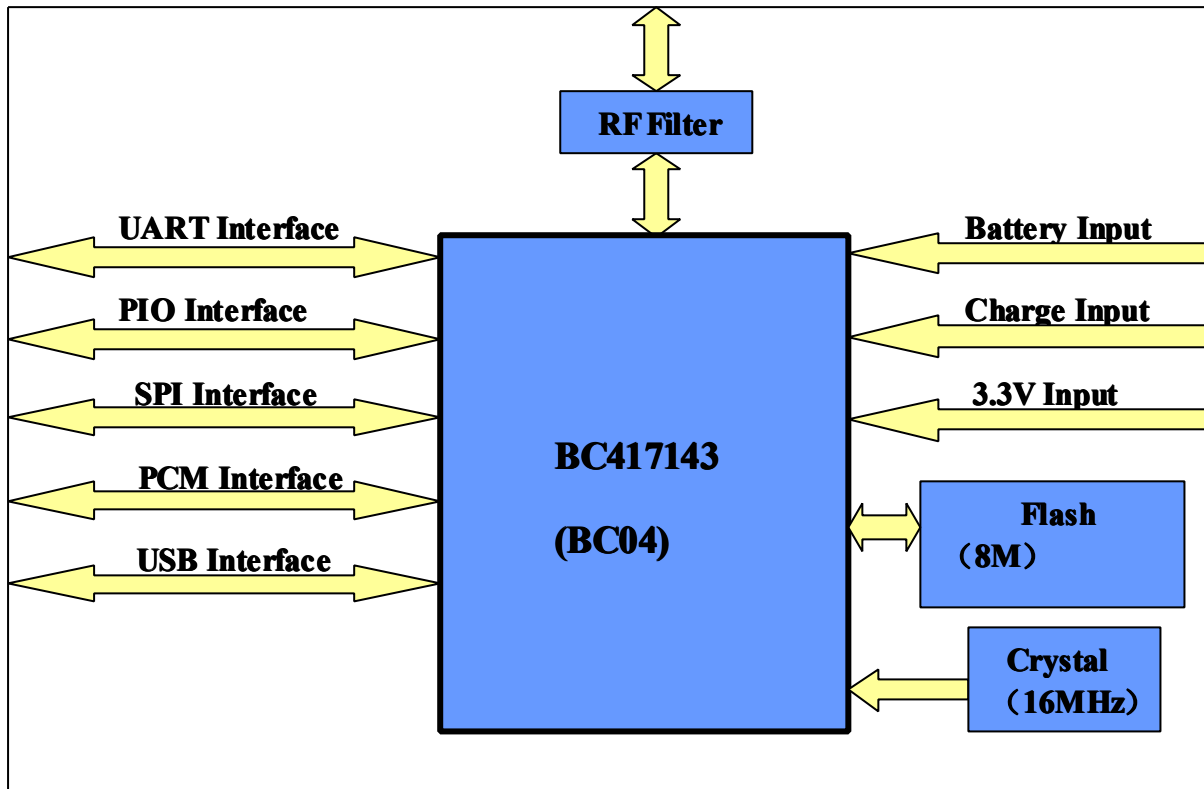 RF Filter
UART Interface
PIO Interface
SPI Interface
PCM Interface
USB Interface
BC417143
(BC04)
Battery Input
Charge Input
3.3V Input
Flash
（8M）
Crystal
（16MHz）